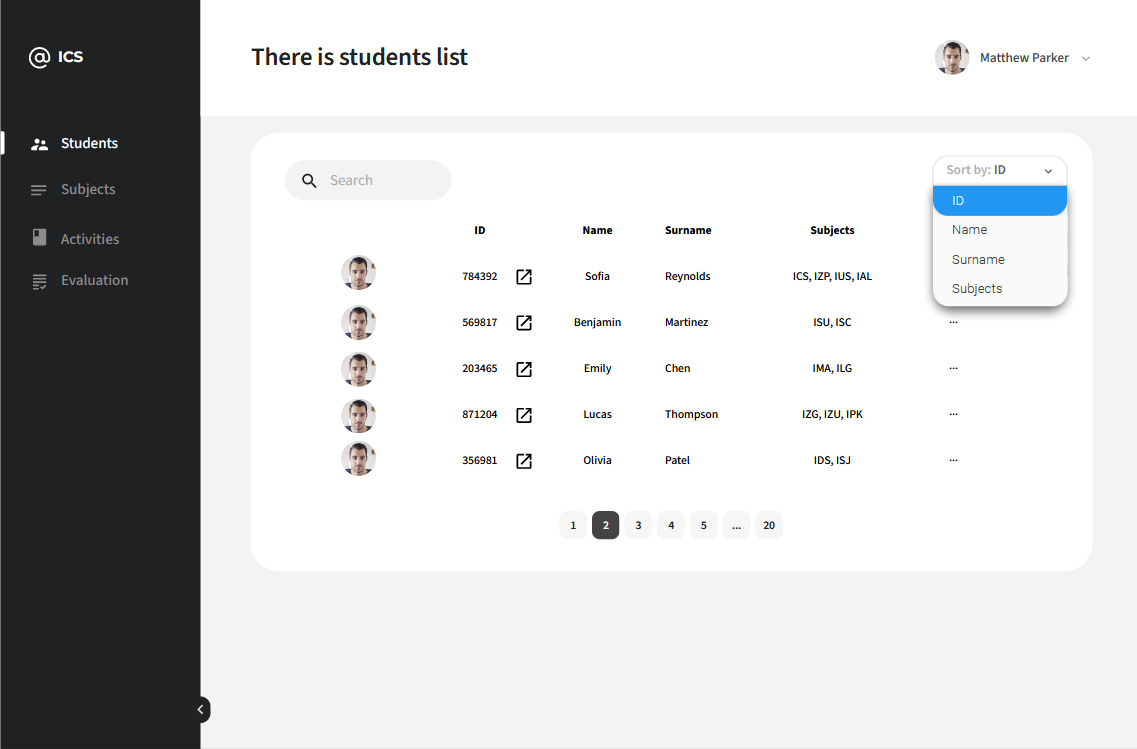 @ ICS
There is students list
Matthew Parker
Students
Subjects
Activities
Evaluation
Search
Sort by: ID
ID
Name
Surname
Subjects
ID Name Surname Subjects
784392 Sofia Reynolds ICS, IZP, IUS, IAL
569817 Benjamin Martinez ISU, ISC ...
203465 Emily Chen IMA, ILG ...
871204 Lucas Thompson IZG, IZU, IPK ...
356981 Olivia Patel IDS, ISJ ...
1 2 3 4 5 ... 20